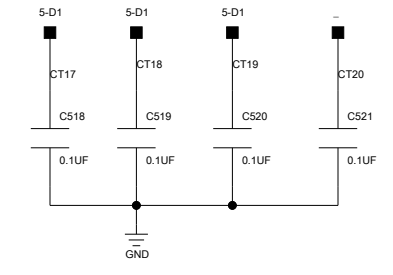 5-D1 5-D1 5-D1
CT17 CT18 CT19 CT20
C518 C519 C520 C521
0.1UF 0.1UF 0.1UF 0.1UF
GND